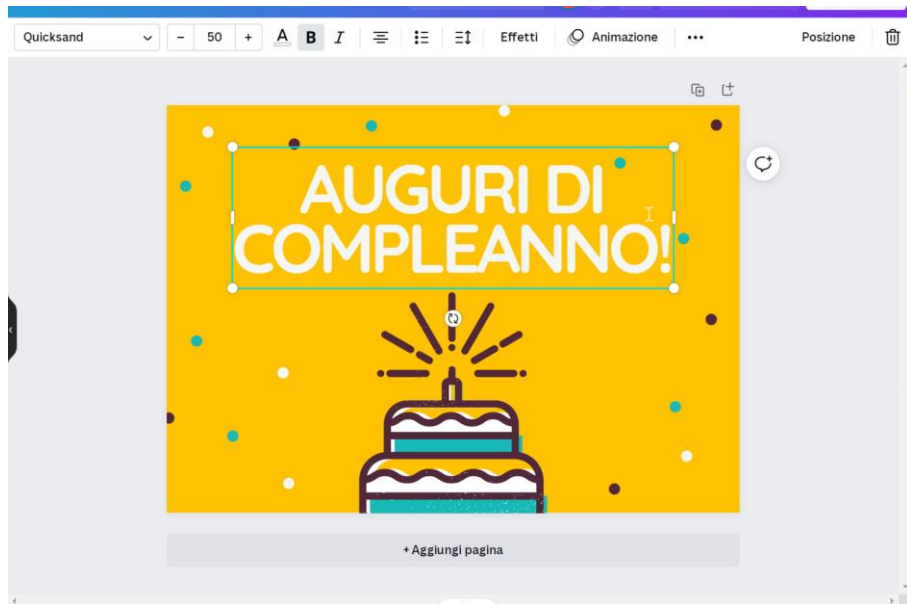 Quicksand
– 50 + A B I Effetti Animazione ••• Posizione
AUGURI DI
COMPLEANNO!
+ Aggiungi pagina